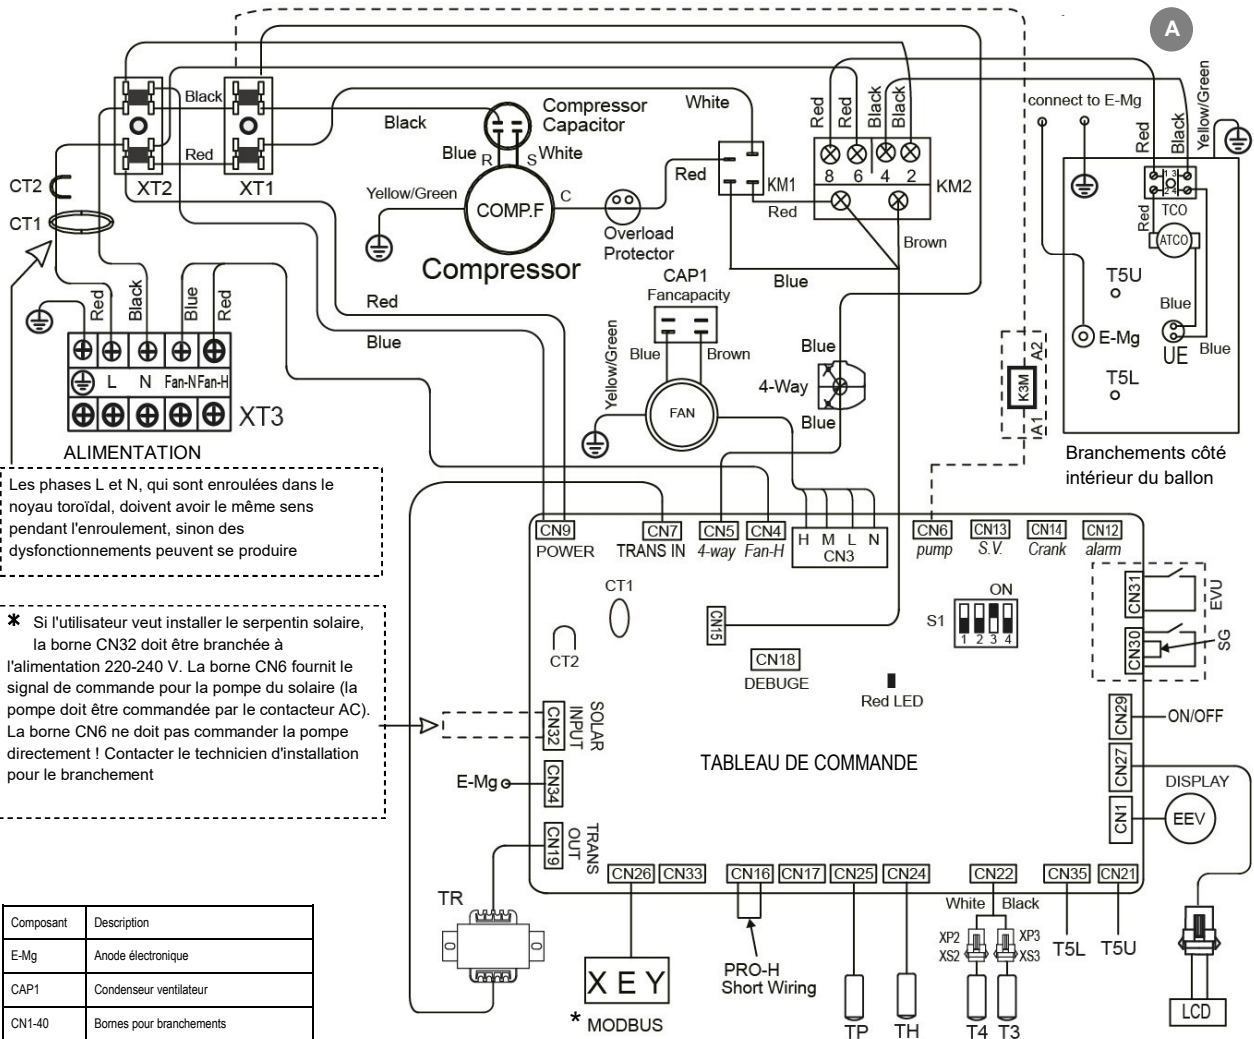 A
Black
Red
XT2
XT1
CT2
CT1
Black
Compressor
Capacitor
Blue
R
S
White
Yellow/Green
COMP.F
C
Compressor
Overload
Protector
White
Red
KM1
Red
Red
Red
Black
Black
8
6
4
2
KM2
Brown
Blue
connect to E-Mg
Red
Black
Yellow/Green
1 3
2 4
TCO
Red
ATCO
T5U
Blue
E-Mg
UE
Blue
T5L
Branchements côté
intérieur du ballon
Red
Black
Blue
Red
L
N
Fan-N
Fan-H
XT3
ALIMENTATION
Red
Blue
CAP1
Fancapacity
Blue
Brown
Yellow/Green
FAN
Blue
4-Way
Blue
A2
K3M
A1
Les phases L et N, qui sont enroulées dans le
noyau toroïdal, doivent avoir le même sens
pendant l'enroulement, sinon des
dysfonctionnements peuvent se produire
* Si l'utilisateur veut installer le serpentin solaire,
la borne CN32 doit être branchée à
l'alimentation 220-240 V. La borne CN6 fournit le
signal de commande pour la pompe du solaire (la
pompe doit être commandée par le contacteur AC).
La borne CN6 ne doit pas commander la pompe
directement ! Contacter le technicien d'installation
pour le branchement
CN9
POWER
CN7
TRANS IN
CN5
4-way
CN4
Fan-H
H M L N
CN3
CN6
pump
CN13
S.V.
CN14
Crank
CN12
alarm
CT1
CT2
CN15
CN18
DEBUGE
S1
ON
1 2 3 4
Red LED
CN31
EVU
CN30
SG
CN29
ON/OFF
CN27
CN1
DISPLAY
EEV
CN32
SOLAR
INPUT
E-Mg
CN34
CN19
TRANS
OUT
TABLEAU DE COMMANDE
CN26
CN33
CN16
CN17
CN25
CN24
CN22
CN35
CN21
TR
XEY
* MODBUS
PRO-H
Short Wiring
TP
TH
White
Black
XP2
XS2
XP3
XS3
T4
T3
T5L
T5U
LCD
Composant Description
E-Mg Anode électronique
CAP1 Condenseur ventilateur
CN1-40 Bornes pour branchements